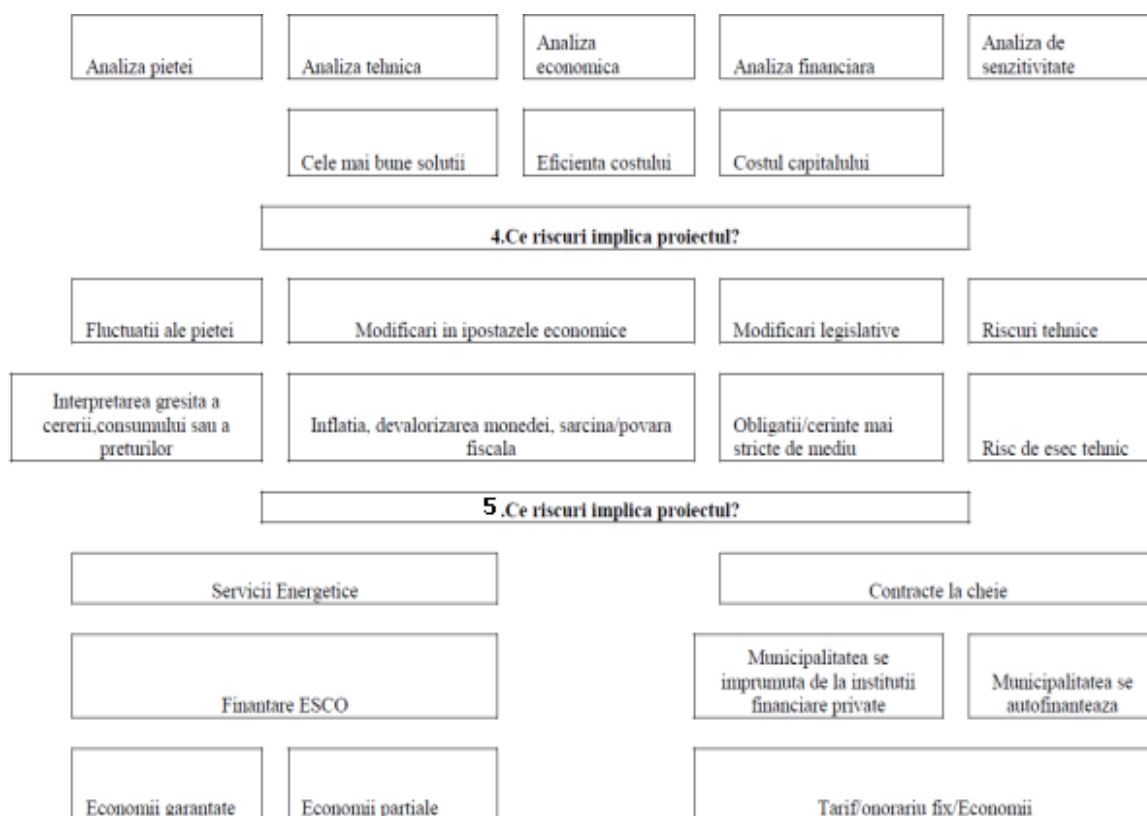 Analiza pietei
Analiza tehnica
Analiza
economica
Analiza financiara
Analiza de
senzitivitate
Cele mai bune solutii
Eficienta costului
Costul capitalului
4.Ce riscuri implica proiectul?
Fluctuatii ale pietei
Modificari in ipostazele economice
Modificari legislative
Riscuri tehnice
Interpretarea gresita a
cererii,consumului sau a
preturilor
Inflatia, devalorizarea monedei, sarcina/povara
fiscala
Obligatii/cerinte mai
stricte de mediu
Risc de esec tehnic
5.Ce riscuri implica proiectul?
Servicii Energetice
Contracte la cheie
Finantare ESCO
Municipalitatea se
imprumuta de la institutii
financiare private
Municipalitatea se
autofinanteaza
Economii garantate
Economii partiale
Tarif/onorariu fix/Economii